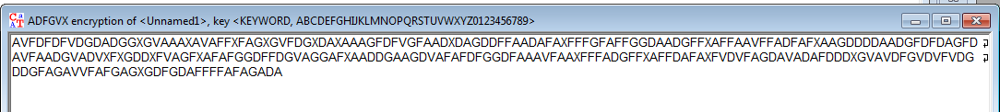 ADFGVX encryption of <Unnamed1>, key <KEYWORD, ABCDEFGHIJKLMNOPQRSTUVWXYZ0123456789>
AVFDFDFVDGDADGGXGVAAAXAVAFFXFAGXGVFDGXDAXAAAGFDFVGFAADXDAGDDFFAADAFAXFFFGFAFFGGDAADGFFXAFFAAVFFADFAFXAAGDDDDAADGFDFDAGFD
AVFAADGVADVXFXGDDXFVAGFXAFAFGGDFFDGVAGGAFXAADDGAAGDVAFAFDFGGDFAAAVFAAXFFFADGFFXAFFDAFAXFVDVFAGDAVADAFDDDXGVAVDFGVDVFVDG
DDGFAGAVVFAFGAGXGDFGDAFFFFAFAGADA